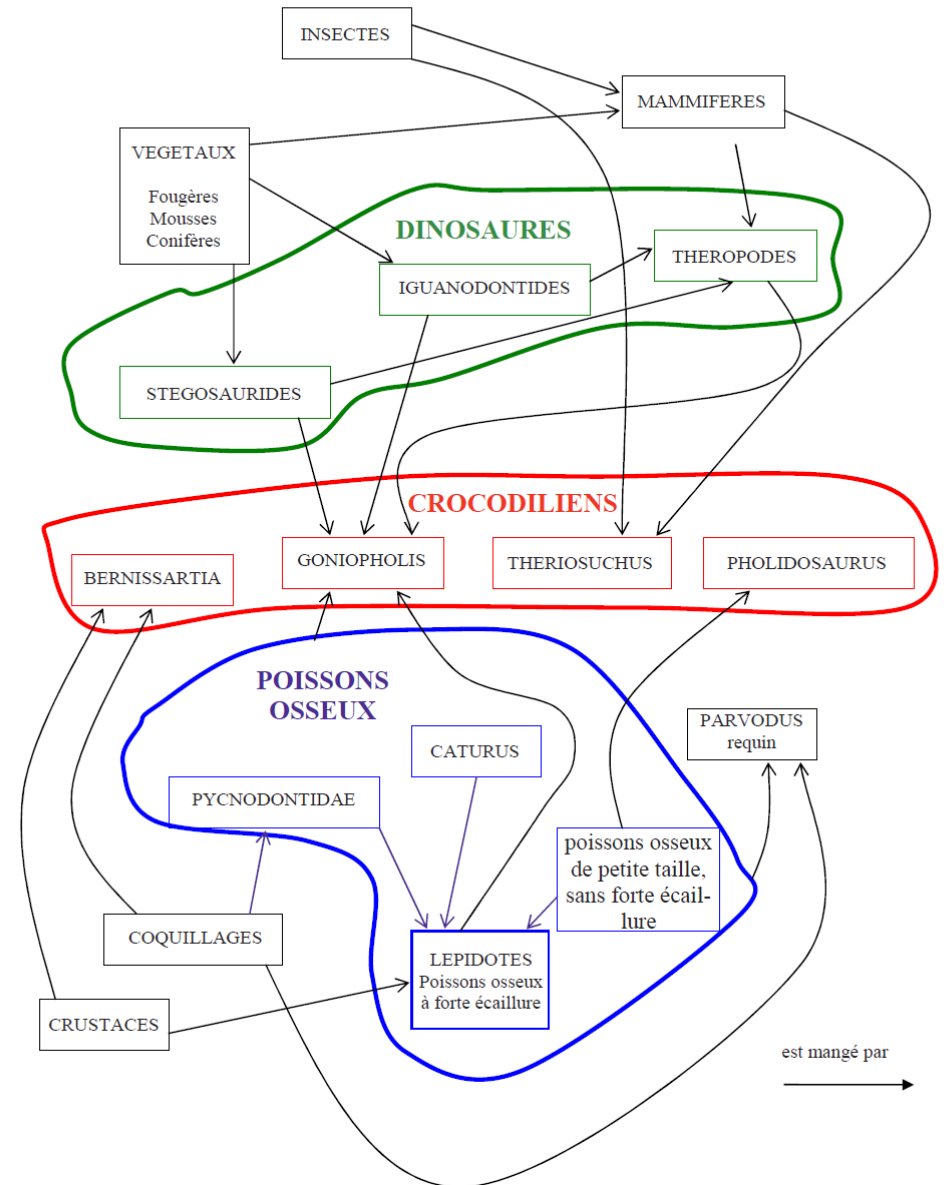 INSECTES
MAMMIFERES
VEGETAUX
Fougères
Mousses
Conifères
DINOSAURES
THEROPODES
IGUANODONTIDES
STEGOSAURIDES
CROCODILIENS
GONIOPHOLIS
THERIOSUCHUS
PHOLIDOSAURUS
BERNISSARTIA
POISSONS
OSSEUX
PARVODUS
requin
CATURUS
PYCNODONTIDAE
poissons osseux
de petite taille,
sans forte écail-
lure
COQUILLAGES
LEPIDOTES
Poissons osseux
à forte écaillure
CRUSTACES
est mangé par